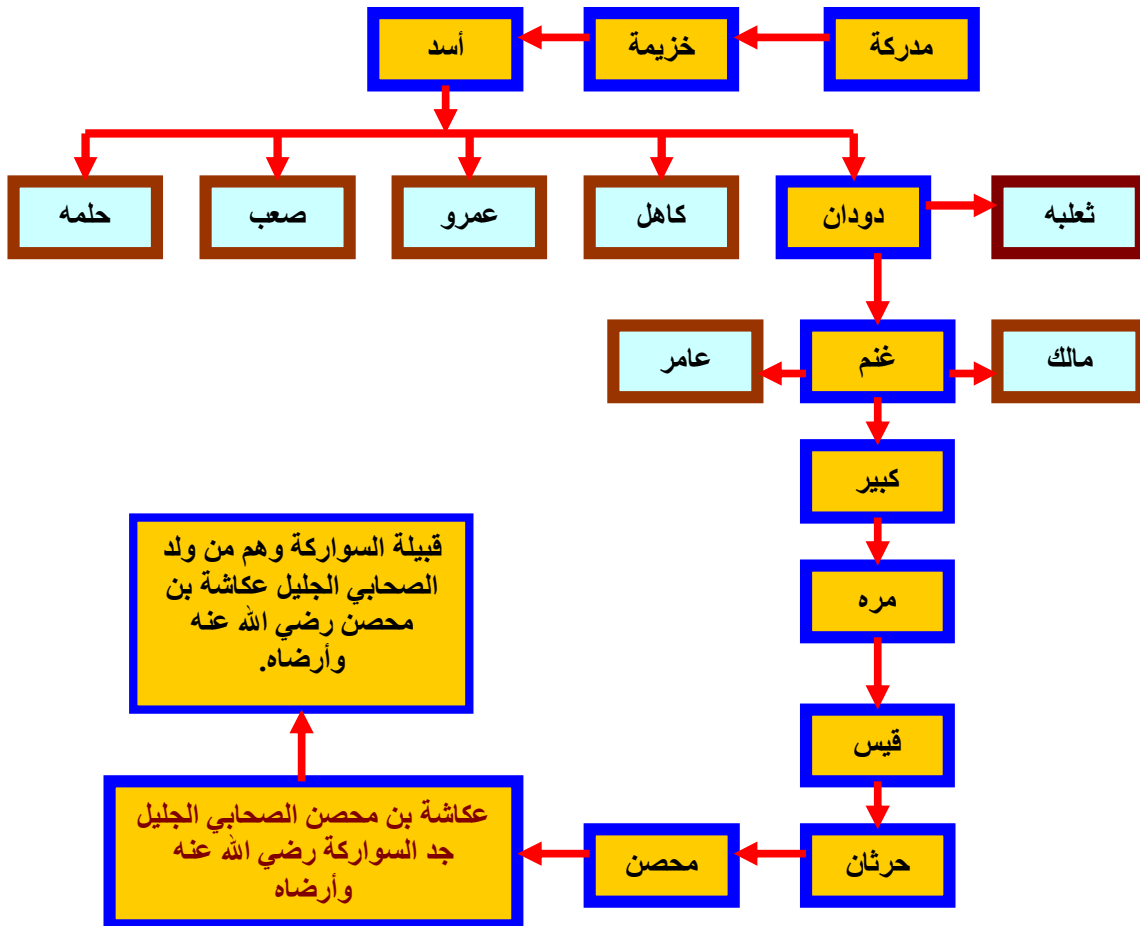 مدركة
خزيمة
أسد
ثعلبه
دودان
كاهل
عمرو
صعب
حلمه
مالك
غنم
عامر
كبير
مره
قيس
حرثان
محصن
عكاشة بن محصن الصحابي الجليل
جد السواركة رضي الله عنه
وأرضاه
قبيلة السواركة وهم من ولد
الصحابي الجليل عكاشة بن
محصن رضي الله عنه
وأرضاه.